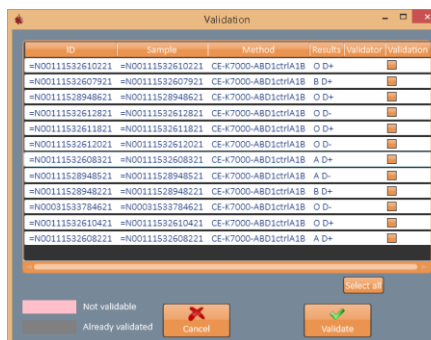 Validation
ID Sample Method Results Validator Validation
=N00111532610221 =N00111532610221 CE-K7000-ABD1ctrlA1B O D+
=N00111532607921 =N00111532607921 CE-K7000-ABD1ctrlA1B B D+
=N00111528948621 =N00111528948621 CE-K7000-ABD1ctrlA1B O D+
=N00111532612821 =N00111532612821 CE-K7000-ABD1ctrlA1B O D-
=N00111532611821 =N00111532611821 CE-K7000-ABD1ctrlA1B O D+
=N00111532612021 =N00111532612021 CE-K7000-ABD1ctrlA1B O D-
=N00111532608321 =N00111532608321 CE-K7000-ABD1ctrlA1B A D+
=N00111528948521 =N00111528948521 CE-K7000-ABD1ctrlA1B A D-
=N00111528948221 =N00111528948221 CE-K7000-ABD1ctrlA1B B D+
=N00031533784621 =N00031533784621 CE-K7000-ABD1ctrlA1B O D-
=N00111532610421 =N00111532610421 CE-K7000-ABD1ctrlA1B O D+
=N00111532608221 =N00111532608221 CE-K7000-ABD1ctrlA1B A D+
Select all
Not validable
Already validated
Cancel
Validate